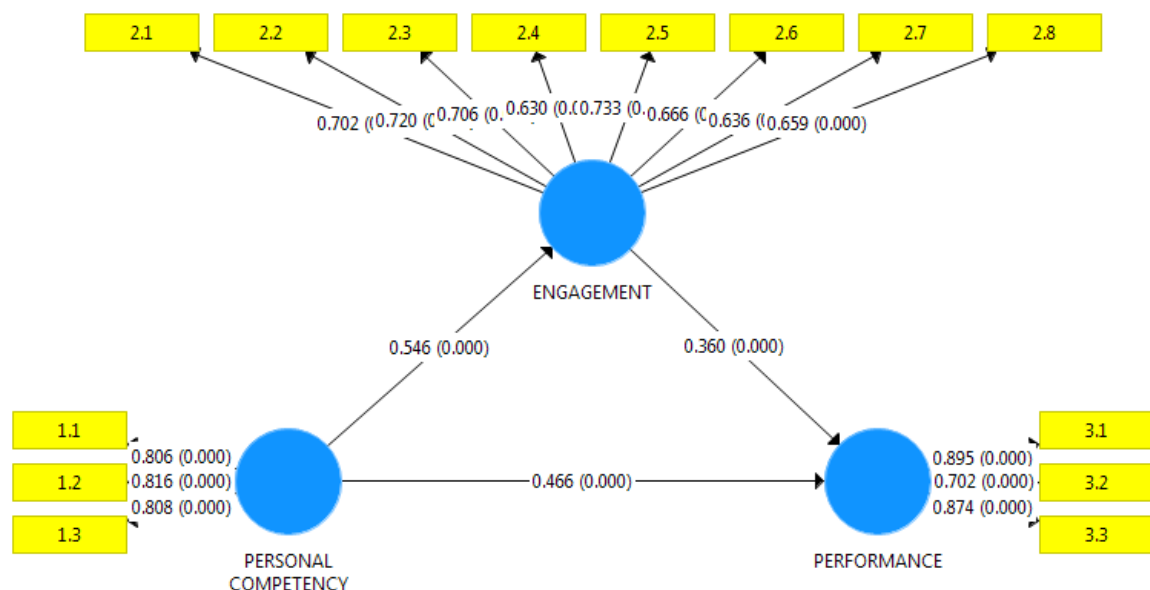 2.1 2.2 2.3 2.4 2.5 2.6 2.7 2.8
0.702 0.720 0.706 0.630 0.733 0.666 0.636 0.659 (0.000)
ENGAGEMENT
0.546 (0.000) 0.360 (0.000)
1.1
0.806 (0.000)
1.2
0.816 (0.000)
0.808 (0.000)
1.3
0.466 (0.000)
3.1
0.895 (0.000)
0.702 (0.000)
3.2
0.874 (0.000)
3.3
PERSONAL
COMPETENCY
PERFORMANCE